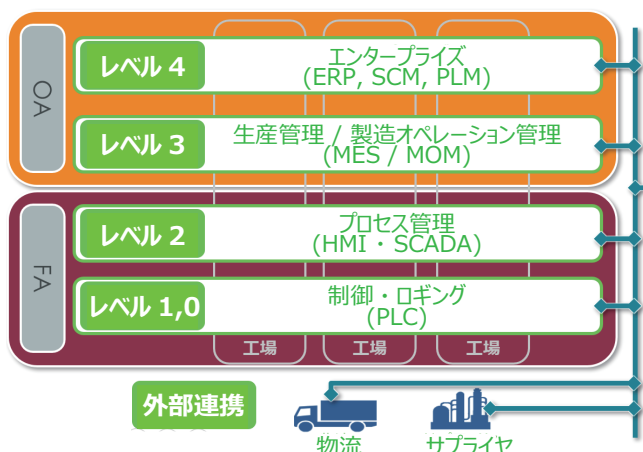 OA
レベル 4
エンタープライズ
(ERP, SCM, PLM)
レベル 3
生産管理 / 製造オペレーション管理
(MES / MOM)
FA
レベル 2
プロセス管理
(HMI・SCADA)
レベル 1,0
制御・ロギング
(PLC)
工場 工場 工場
外部連携
物流 サプライヤ